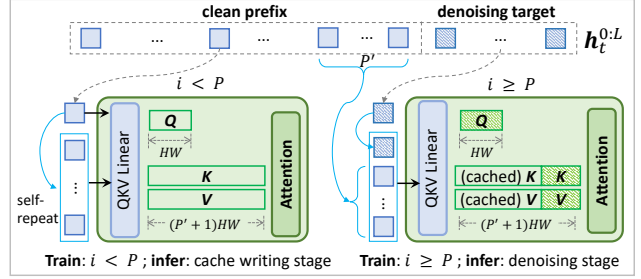 clean prefix denoising target
... ... ... ... h_t^{0:L}
P′
i < P i ≥ P
QKV Linear Q HW K V (P′ + 1)HW Attention
self-repeat
QKV Linear Q HW (cached) K K (cached) V V (P′ + 1)HW Attention
Train: i < P ; infer: cache writing stage Train: i ≥ P ; infer: denoising stage